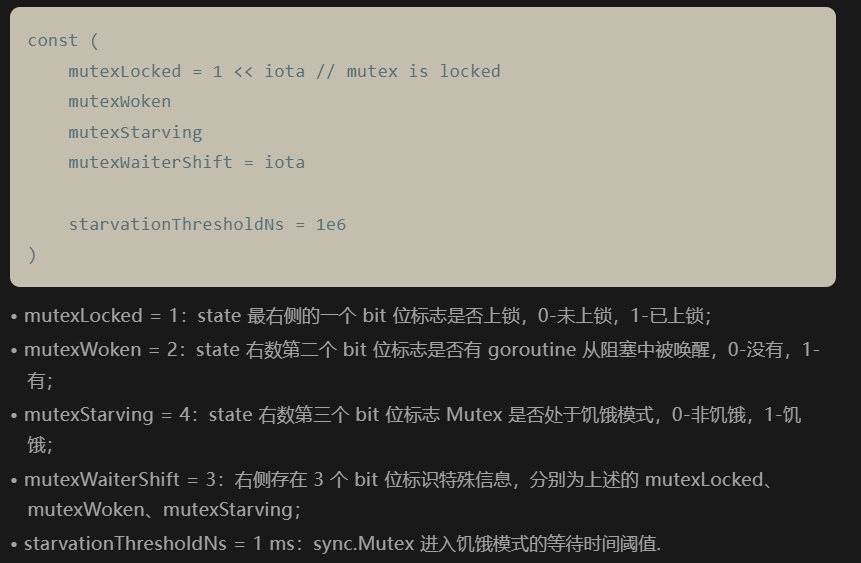 const (
    mutexLocked = 1 << iota // mutex is locked
    mutexWoken
    mutexStarving
    mutexWaiterShift = iota

    starvationThresholdNs = 1e6
)
• mutexLocked = 1：state 最右侧的一个 bit 位标志是否上锁，0-未上锁，1-已上锁；
• mutexWoken = 2：state 右数第二个 bit 位标志是否有 goroutine 从阻塞中被唤醒，0-没有，1-
有；
• mutexStarving = 4：state 右数第三个 bit 位标志 Mutex 是否处于饥饿模式，0-非饥饿，1-饥
饿；
• mutexWaiterShift = 3：右侧存在 3 个 bit 位标识特殊信息，分别为上述的 mutexLocked、
mutexWoken、mutexStarving；
• starvationThresholdNs = 1 ms：sync.Mutex 进入饥饿模式的等待时间阈值.